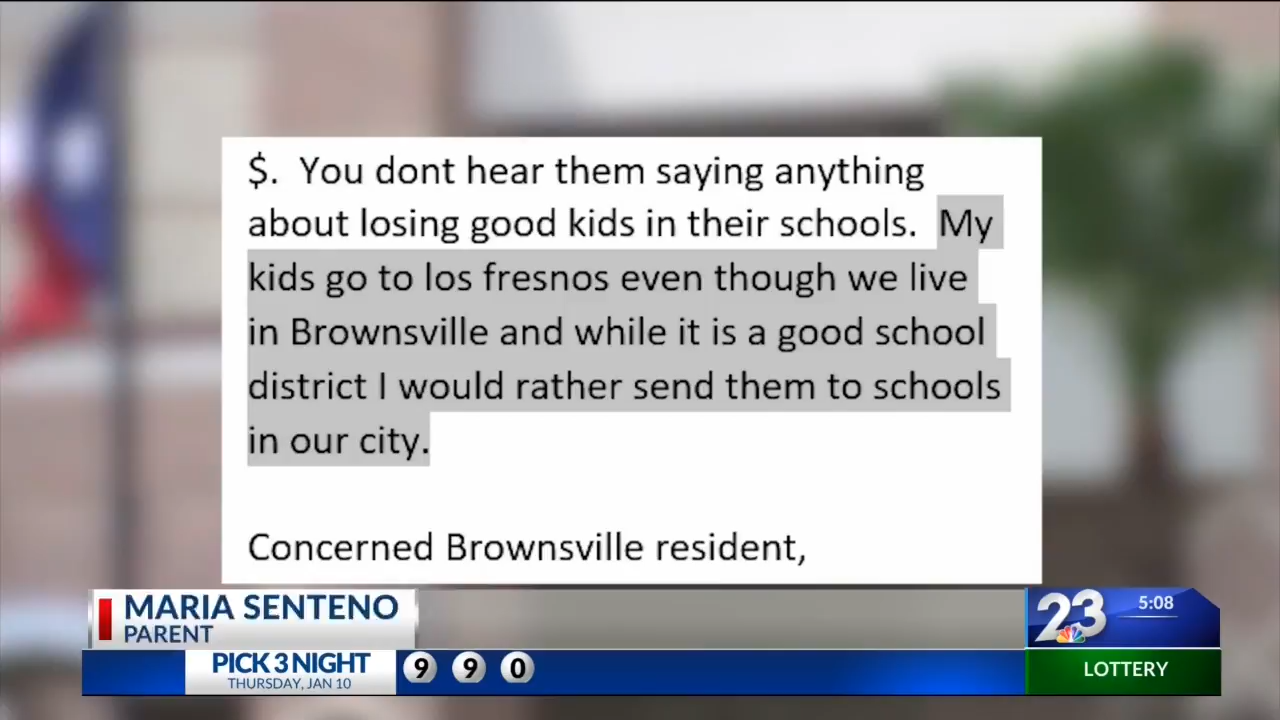 $.  You dont hear them saying anything
about losing good kids in their schools.  My
kids go to los fresnos even though we live
in Brownsville and while it is a good school
district I would rather send them to schools
in our city.
Concerned Brownsville resident,
MARIA SENTENO
PARENT
23
5:08
PICK 3 NIGHT
THURSDAY, JAN 10
9 9 0
LOTTERY